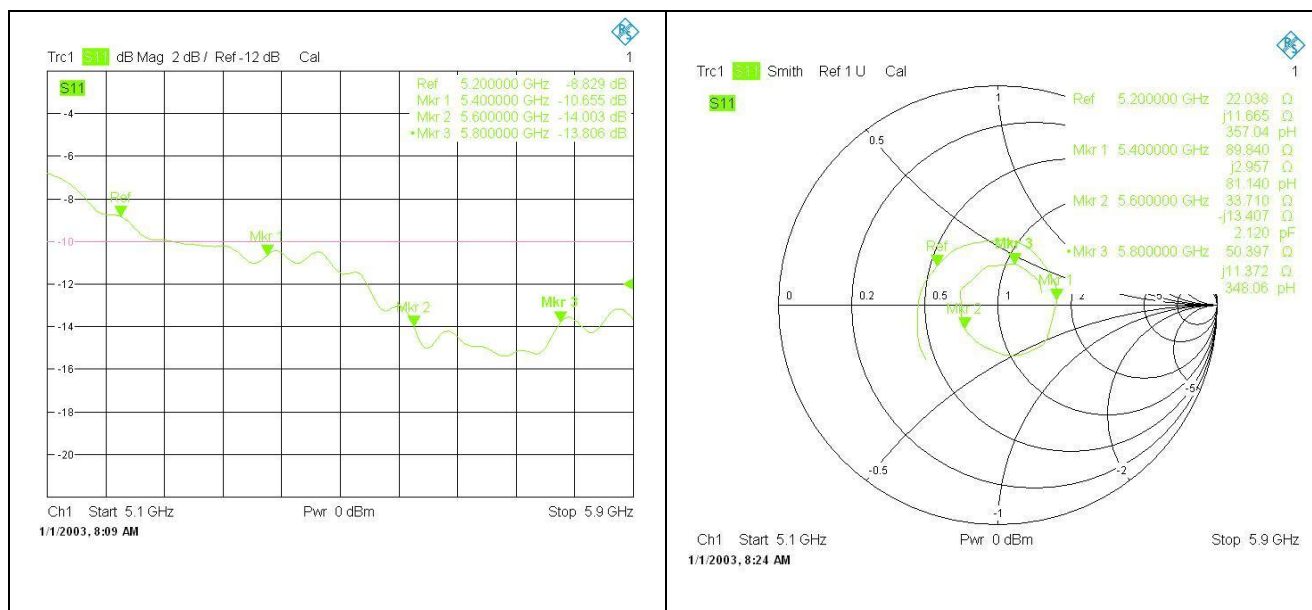 Trc1 S11 dB Mag 2 dB / Ref -12 dB Cal
1
S11
Ref 5.200000 GHz -8.829 dB
Mkr 1 5.400000 GHz -10.655 dB
Mkr 2 5.600000 GHz -14.003 dB
•Mkr 3 5.800000 GHz -13.806 dB
-4
-6
-8
Ref
-10
Mkr 1
-12
Mkr 2
Mkr 3
-14
-16
-18
-20
Ch1 Start 5.1 GHz Pwr 0 dBm Stop 5.9 GHz
1/1/2003, 8:09 AM
Trc1 S11 Smith Ref 1 U Cal
1
S11
Ref 5.200000 GHz 22.038 Ω
j11.665 Ω
357.04 pH
Mkr 1 5.400000 GHz 89.840 Ω
j2.957 Ω
81.140 pH
Mkr 2 5.600000 GHz 33.710 Ω
-j13.407 Ω
2.120 pF
•Mkr 3 5.800000 GHz 50.397 Ω
j11.372 Ω
348.06 pH
1
0.5
Ref
Mkr 3
Mkr 1
0 0.2 0.5 1 2 5
Mkr 2
-5
-0.5 -2
-1
Ch1 Start 5.1 GHz Pwr 0 dBm Stop 5.9 GHz
1/1/2003, 8:24 AM